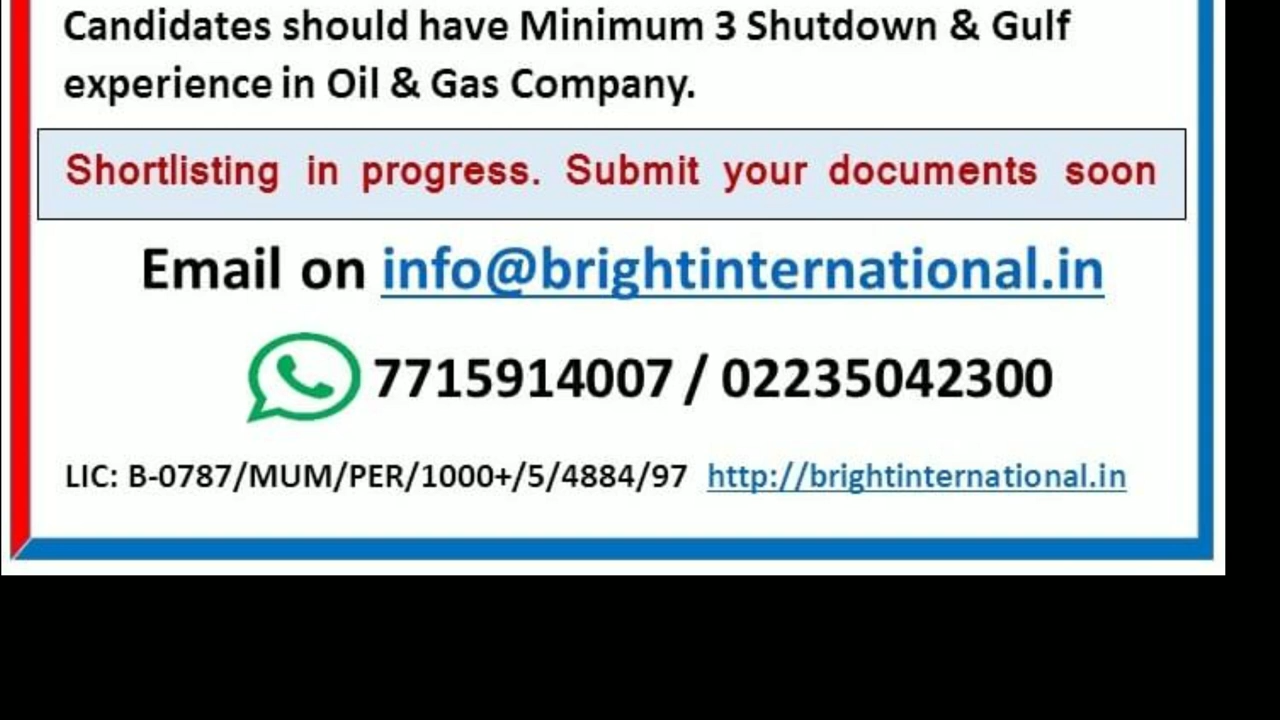 Candidates should have Minimum 3 Shutdown & Gulf
experience in Oil & Gas Company.
Shortlisting in progress. Submit your documents soon
Email on info@brightinternational.in
7715914007 / 02235042300
LIC: B-0787/MUM/PER/1000+/5/4884/97 http://brightinternational.in